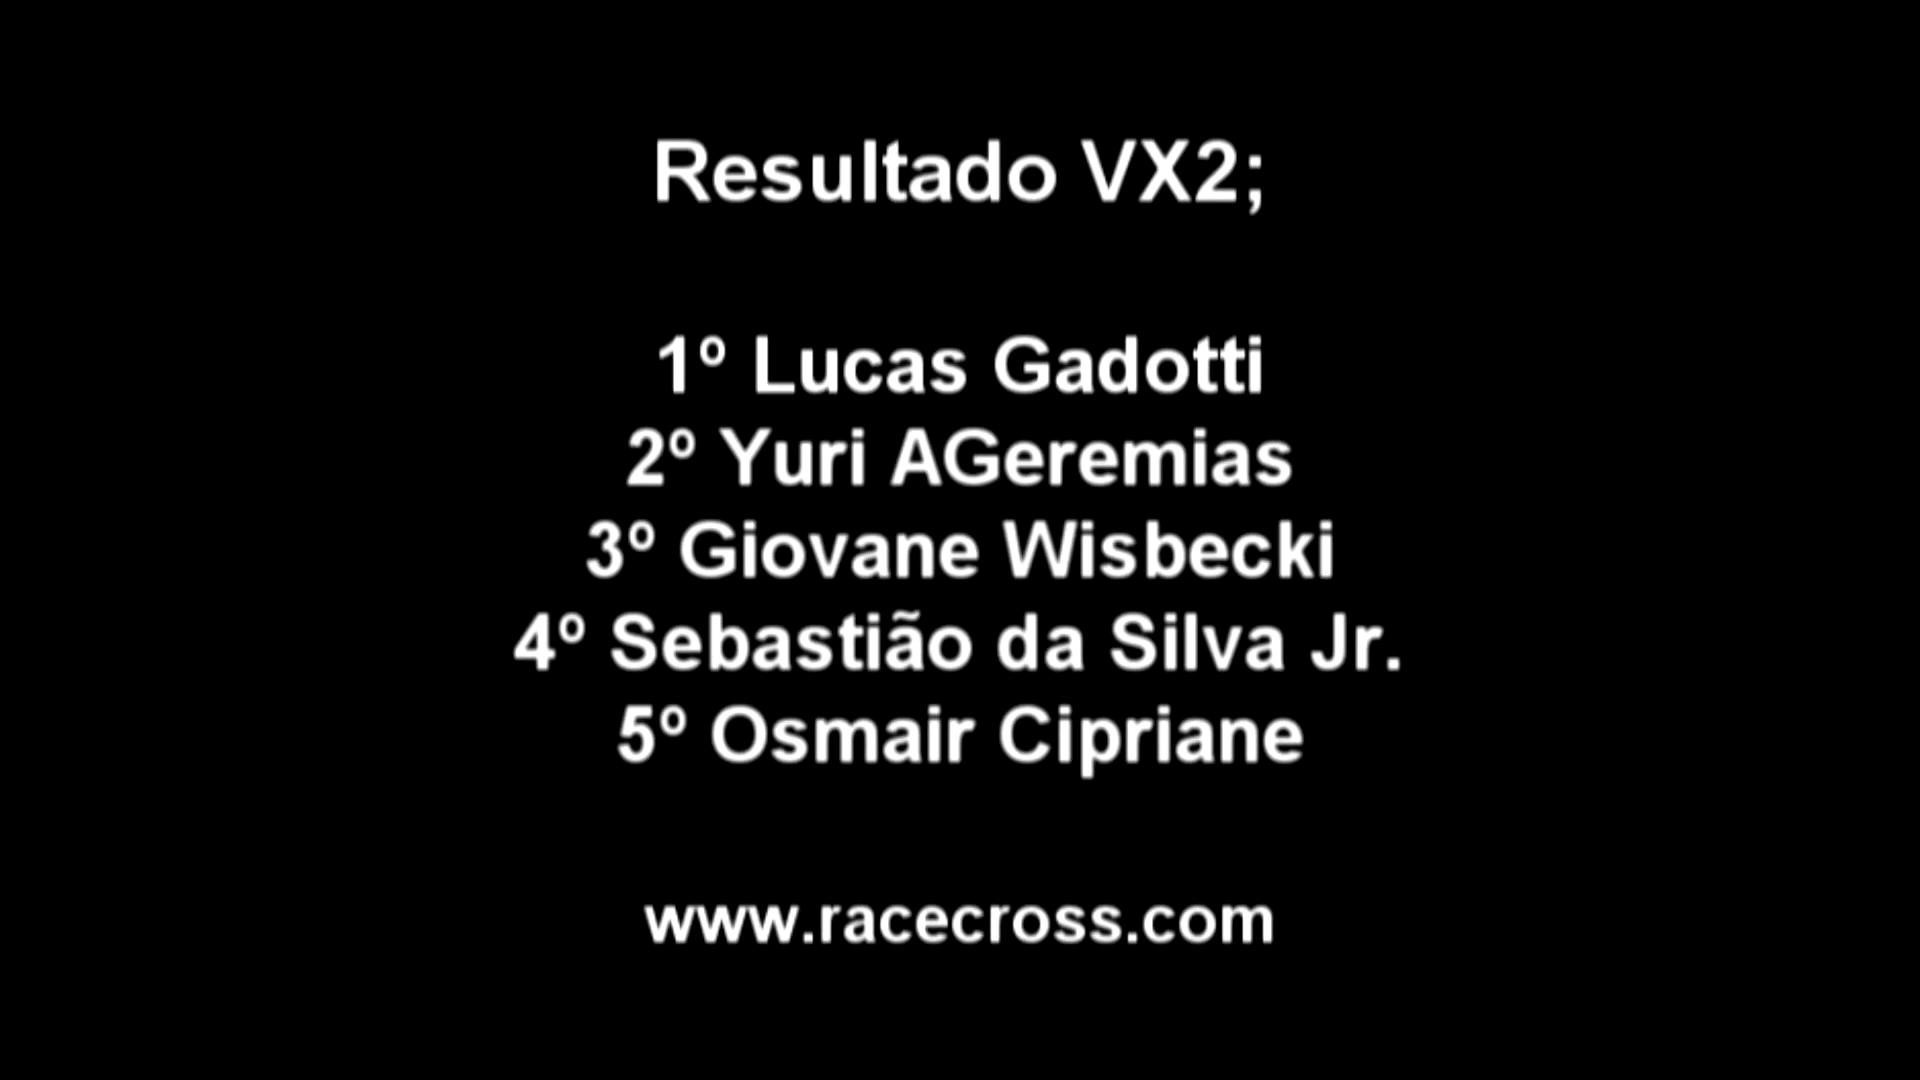 Resultado VX2;
1º Lucas Gadotti
2º Yuri AGeremias
3º Giovane Wisbecki
4º Sebastião da Silva Jr.
5º Osmair Cipriane
www.racecross.com